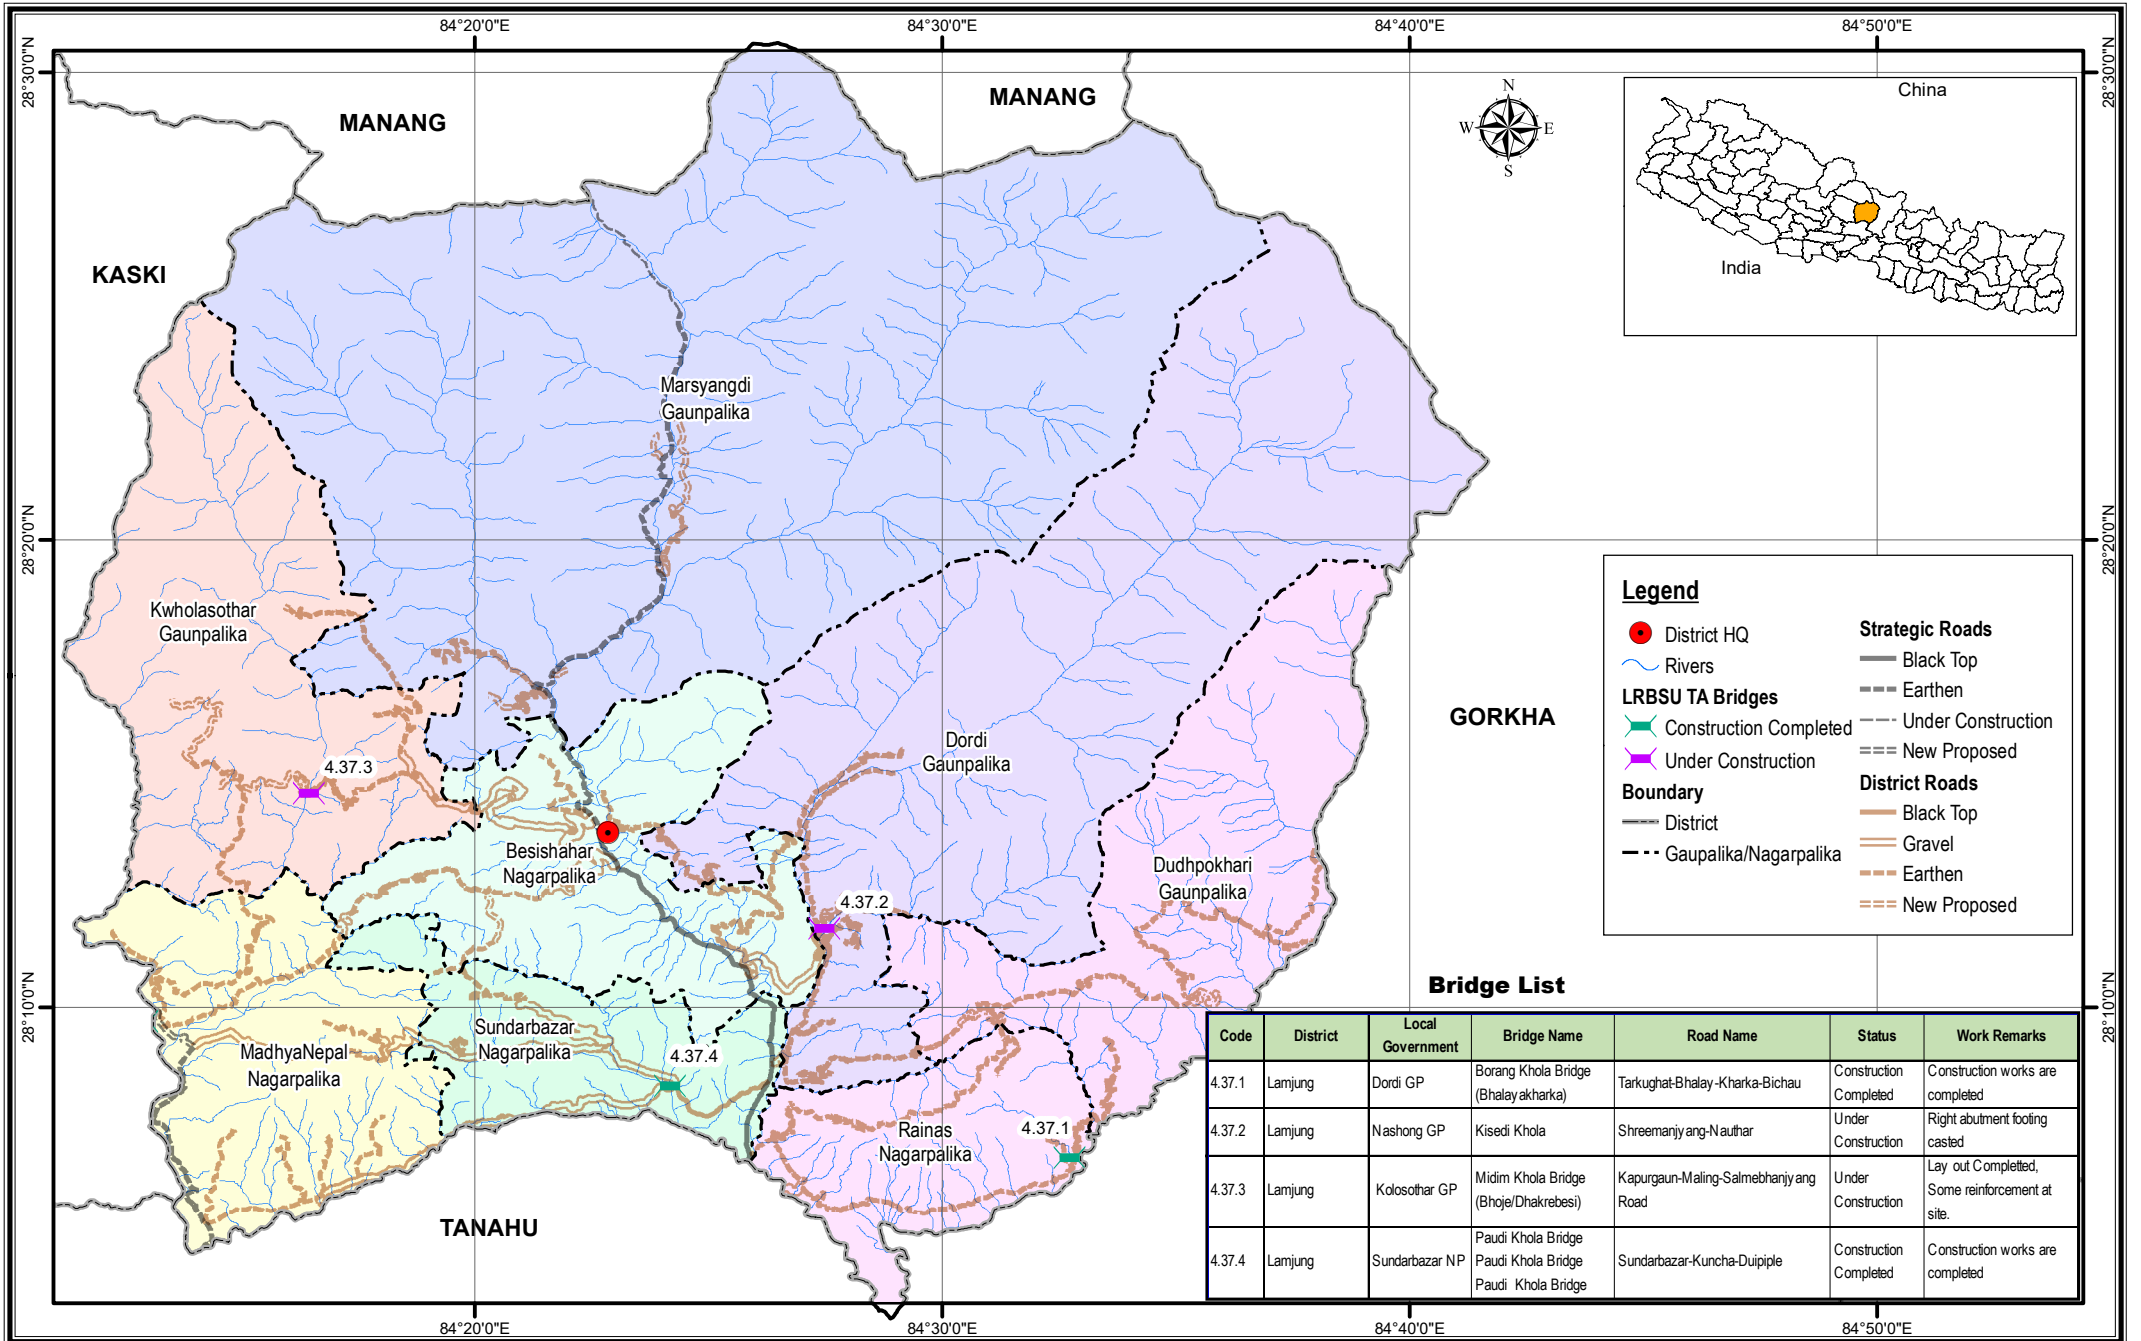 84°20'0"E
84°30'0"E
84°40'0"E
84°50'0"E
28°30'0"N
28°30'0"N
MANANG
MANANG
N
W
E
S
China
India
KASKI
Marsyangdi
Gaunpalika
28°20'0"N
28°20'0"N
Kwholasothar
Gaunpalika
4.37.3
Dordi
Gaunpalika
GORKHA
Besishahar
Nagarpalika
Dudhpokhari
Gaunpalika
4.37.2
Legend
District HQ
Rivers
LRBSU TA Bridges
Construction Completed
Under Construction
Boundary
District
Gaupalika/Nagarpalika
Strategic Roads
Black Top
Earthen
Under Construction
New Proposed
District Roads
Black Top
Gravel
Earthen
New Proposed
28°10'0"N
28°10'0"N
MadhyaNepal
Nagarpalika
Sundarbazar
Nagarpalika
4.37.4
Rainas
Nagarpalika
4.37.1
TANAHU
Bridge List
Code District Local Government Bridge Name Road Name Status Work Remarks
4.37.1 Lamjung Dordi GP Borang Khola Bridge (Bhalayakharka) Tarkughat-Bhalay-Kharka-Bichau Construction Completed Construction works are completed
4.37.2 Lamjung Nashong GP Kisedi Khola Shreemanjyang-Nauthar Under Construction Right abutment footing casted
4.37.3 Lamjung Kolosothar GP Midim Khola Bridge (Bhoje/Dhakrebesi) Kapurgaun-Maling-Salmebhanjyang Road Under Construction Lay out Completed, Some reinforcement at site.
4.37.4 Lamjung Sundarbazar NP Paudi Khola Bridge Paudi Khola Bridge Paudi Khola Bridge Sundarbazar-Kuncha-Duipiple Construction Completed Construction works are completed
84°20'0"E
84°30'0"E
84°40'0"E
84°50'0"E